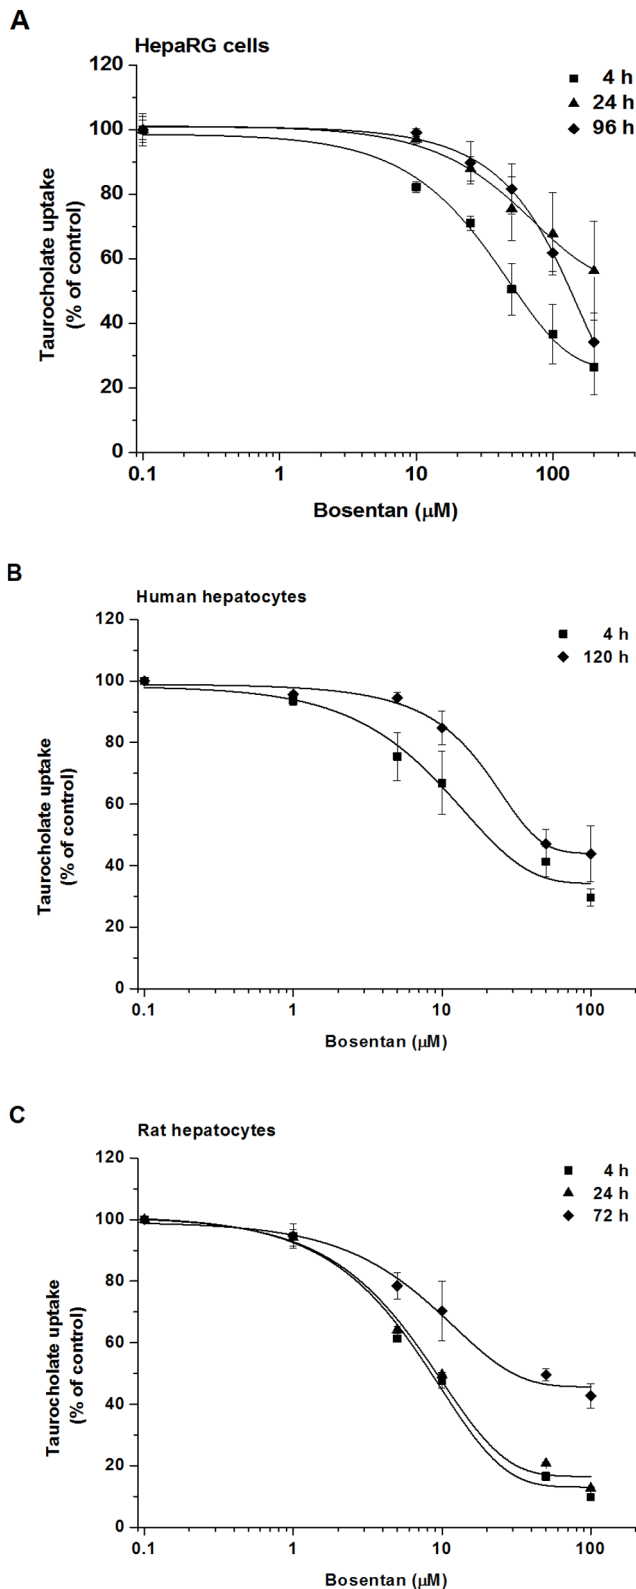 A
HepaRG cells
120
100
80
60
40
20
0
0.1
1
10
100
4 h
24 h
96 h
Taurocholate uptake
(% of control)
Bosentan (μM)
B
Human hepatocytes
120
100
80
60
40
20
0
0.1
1
10
100
4 h
120 h
Taurocholate uptake
(% of control)
Bosentan (μM)
C
Rat hepatocytes
120
100
80
60
40
20
0
0.1
1
10
100
4 h
24 h
72 h
Taurocholate uptake
(% of control)
Bosentan (μM)